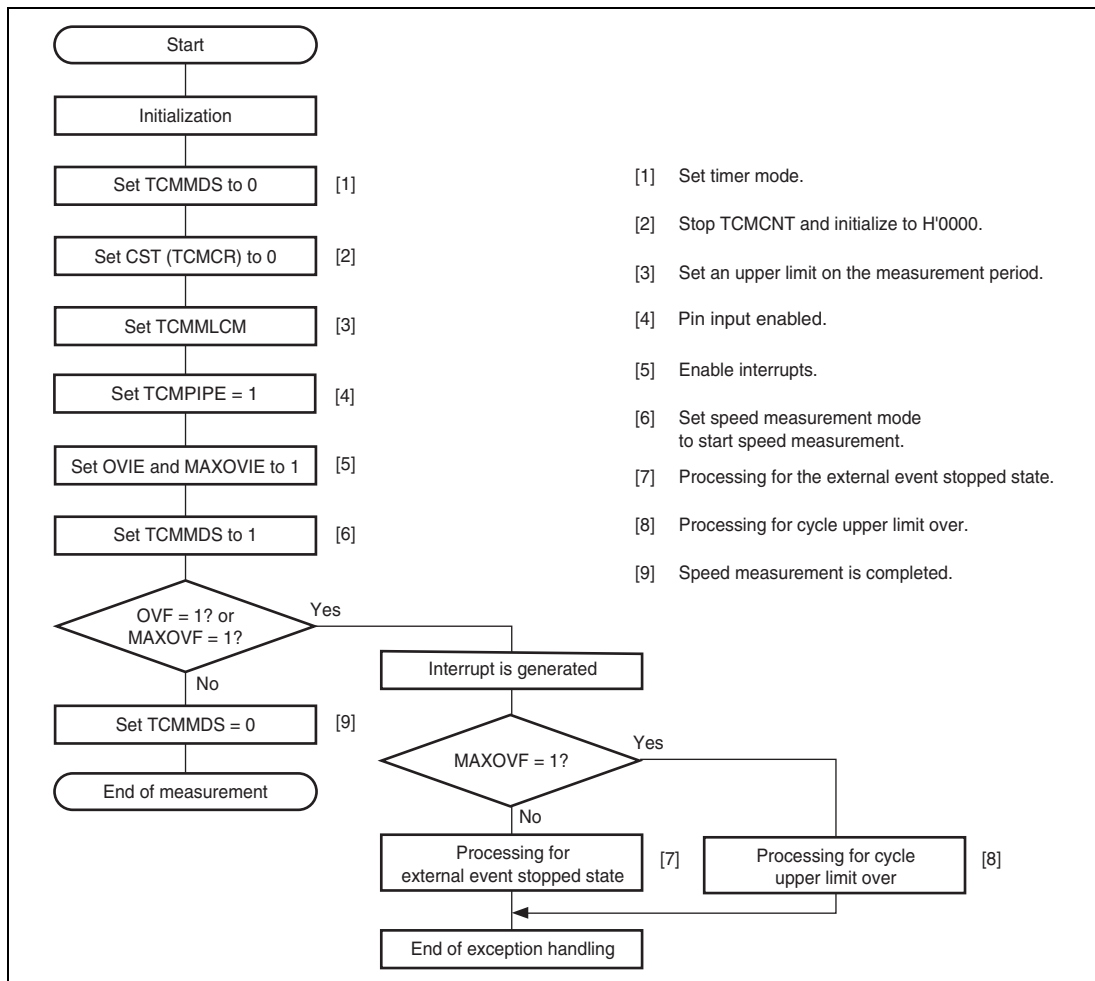 Start
Initialization
Set TCMMDS to 0 [1]
Set CST (TCMCR) to 0 [2]
Set TCMMLCM [3]
Set TCMPIPE = 1 [4]
Set OVIE and MAXOVIE to 1 [5]
Set TCMMDS to 1 [6]
OVF = 1? or
MAXOVF = 1?
Yes
No
Set TCMMDS = 0 [9]
End of measurement
Interrupt is generated
MAXOVF = 1?
Yes
No
Processing for
external event stopped state
[7]
Processing for cycle
upper limit over
[8]
End of exception handling
[1] Set timer mode.
[2] Stop TCMCNT and initialize to H'0000.
[3] Set an upper limit on the measurement period.
[4] Pin input enabled.
[5] Enable interrupts.
[6] Set speed measurement mode
to start speed measurement.
[7] Processing for the external event stopped state.
[8] Processing for cycle upper limit over.
[9] Speed measurement is completed.